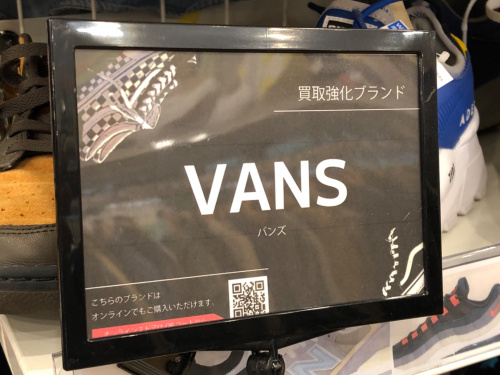 買取強化ブランド
VANS
バンズ
こちらのブランドは
オンラインでもご購入いただけます。